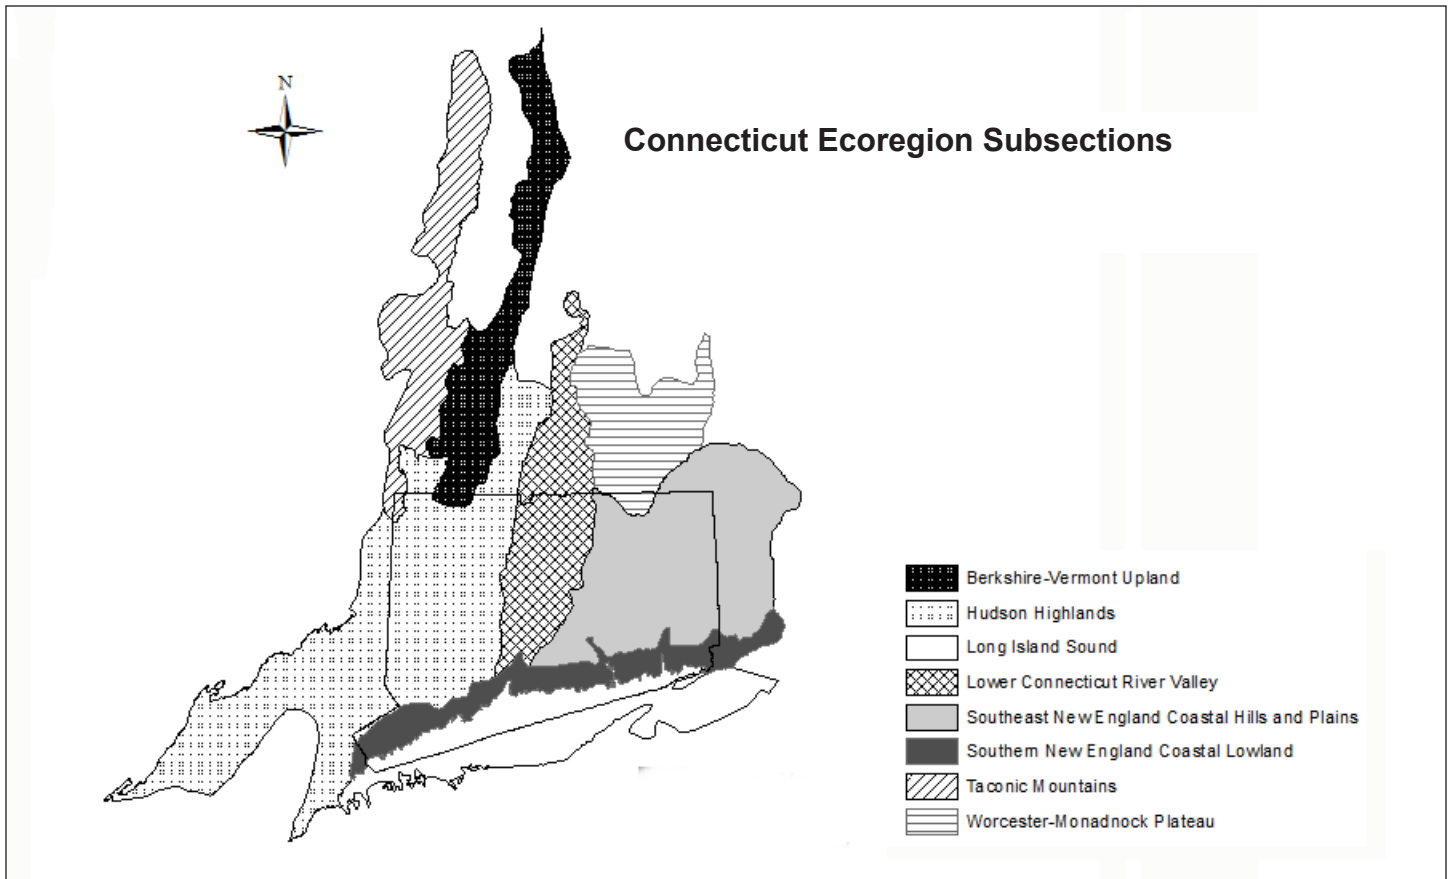 N
Connecticut Ecoregion Subsections
Berkshire-Vermont Upland
Hudson Highlands
Long Island Sound
Lower Connecticut River Valley
Southeast New England Coastal Hills and Plains
Southern New England Coastal Lowland
Taconic Mountains
Worcester-Monadnock Plateau